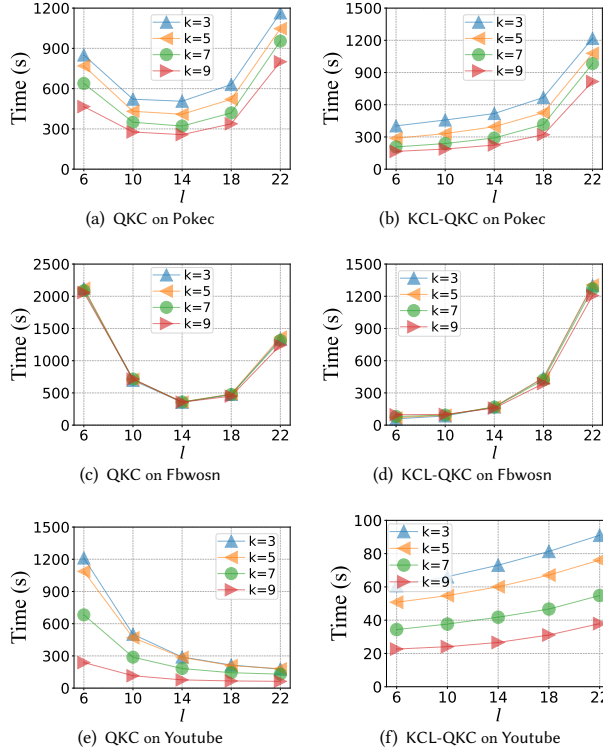 1200
900
600
300
0
Time (s)
k=3
k=5
k=7
k=9
6 10 14 18 22
l
(a) QKC on Pokec
1500
1200
900
600
300
0
Time (s)
k=3
k=5
k=7
k=9
6 10 14 18 22
l
(b) KCL-QKC on Pokec
2500
2000
1500
1000
500
0
Time (s)
k=3
k=5
k=7
k=9
6 10 14 18 22
l
(c) QKC on Fbwosn
1500
1200
900
600
300
0
Time (s)
k=3
k=5
k=7
k=9
6 10 14 18 22
l
(d) KCL-QKC on Fbwosn
1500
1200
900
600
300
0
Time (s)
k=3
k=5
k=7
k=9
6 10 14 18 22
l
(e) QKC on Youtube
100
80
60
40
20
0
Time (s)
k=3
k=5
k=7
k=9
6 10 14 18 22
l
(f) KCL-QKC on Youtube